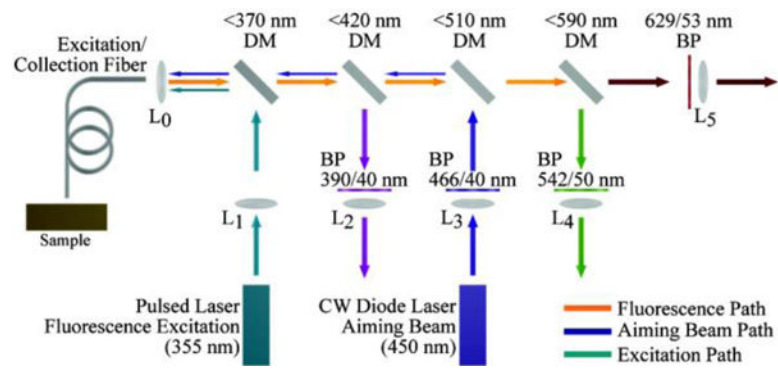 <370 nm
DM
<420 nm
DM
<510 nm
DM
<590 nm
DM
629/53 nm
BP
Excitation/
Collection Fiber
L0
L5
BP
390/40 nm
BP
466/40 nm
BP
542/50 nm
L1
L2
L3
L4
Sample
Pulsed Laser
Fluorescence Excitation
(355 nm)
CW Diode Laser
Aiming Beam
(450 nm)
Fluorescence Path
Aiming Beam Path
Excitation Path